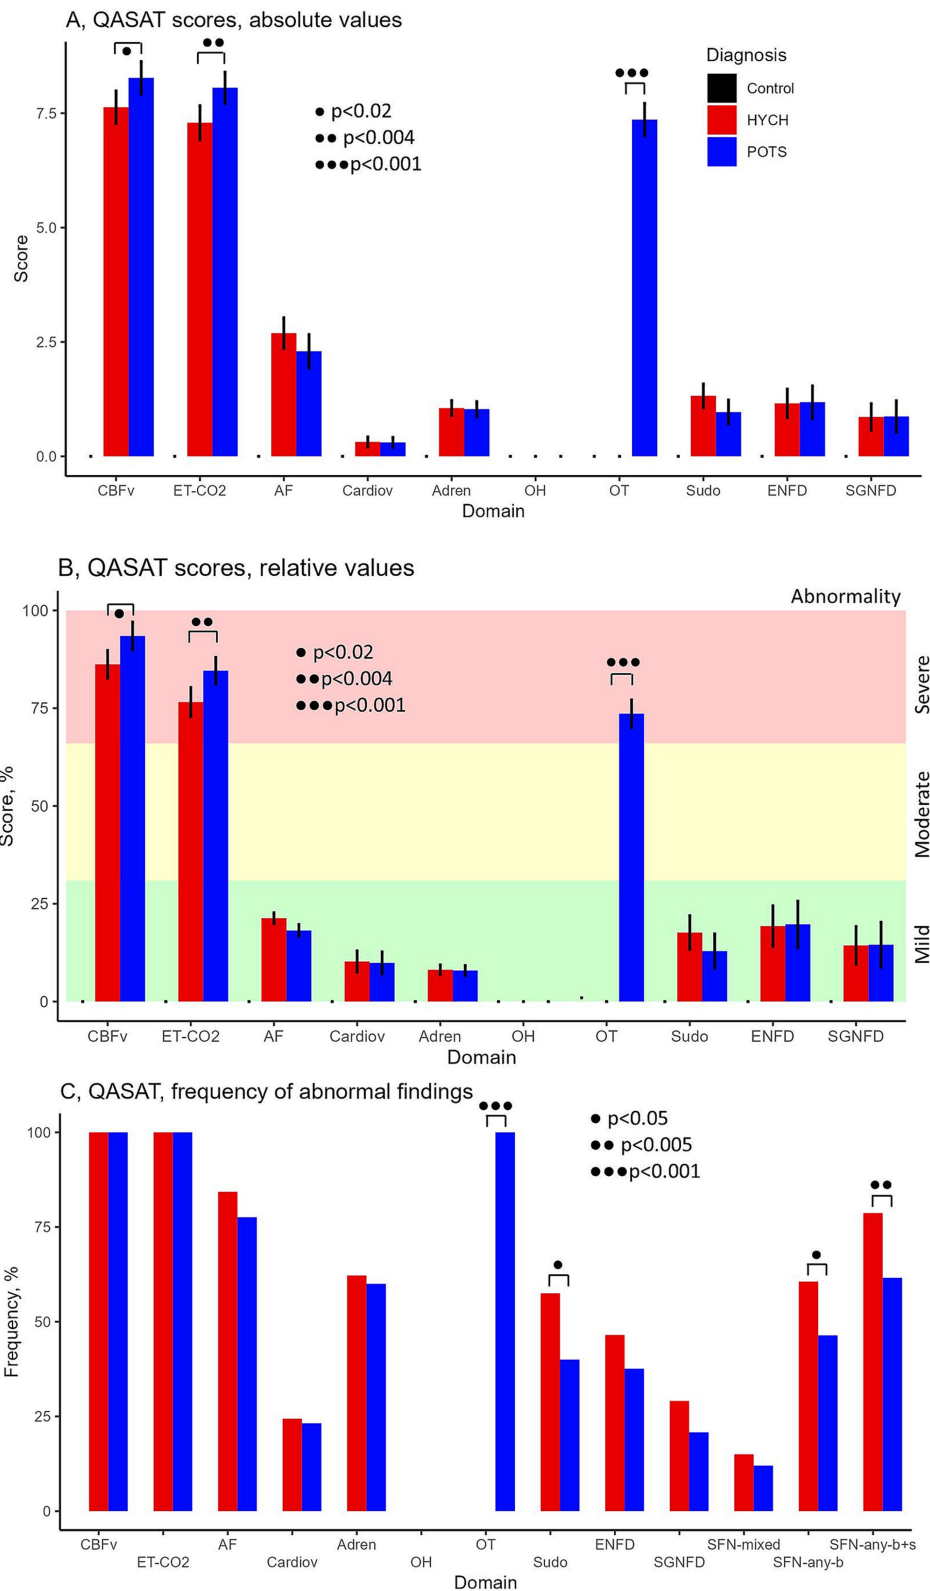 A, QASAT scores, absolute values
Diagnosis
Control
HYCH
POTS
● p<0.02
●● p<0.004
●●●p<0.001
●
●●
●●●
7.5
5.0
2.5
0.0
Score
CBFv ET-CO2 AF Cardiov Adren OH OT Sudo ENFD SGNFD
Domain
B, QASAT scores, relative values
Abnormality
● p<0.02
●●p<0.004
●●●p<0.001
●
●●
●●●
100
75
50
25
0
Score, %
Severe
Moderate
Mild
CBFv ET-CO2 AF Cardiov Adren OH OT Sudo ENFD SGNFD
Domain
C, QASAT, frequency of abnormal findings
● p<0.05
●● p<0.005
●●●p<0.001
●●●
●
●
●●
100
75
50
25
0
Frequency, %
CBFv AF Adren OT ENFD SFN-mixed SFN-any-b+s
ET-CO2 Cardiov OH Sudo SGNFD SFN-any-b
Domain